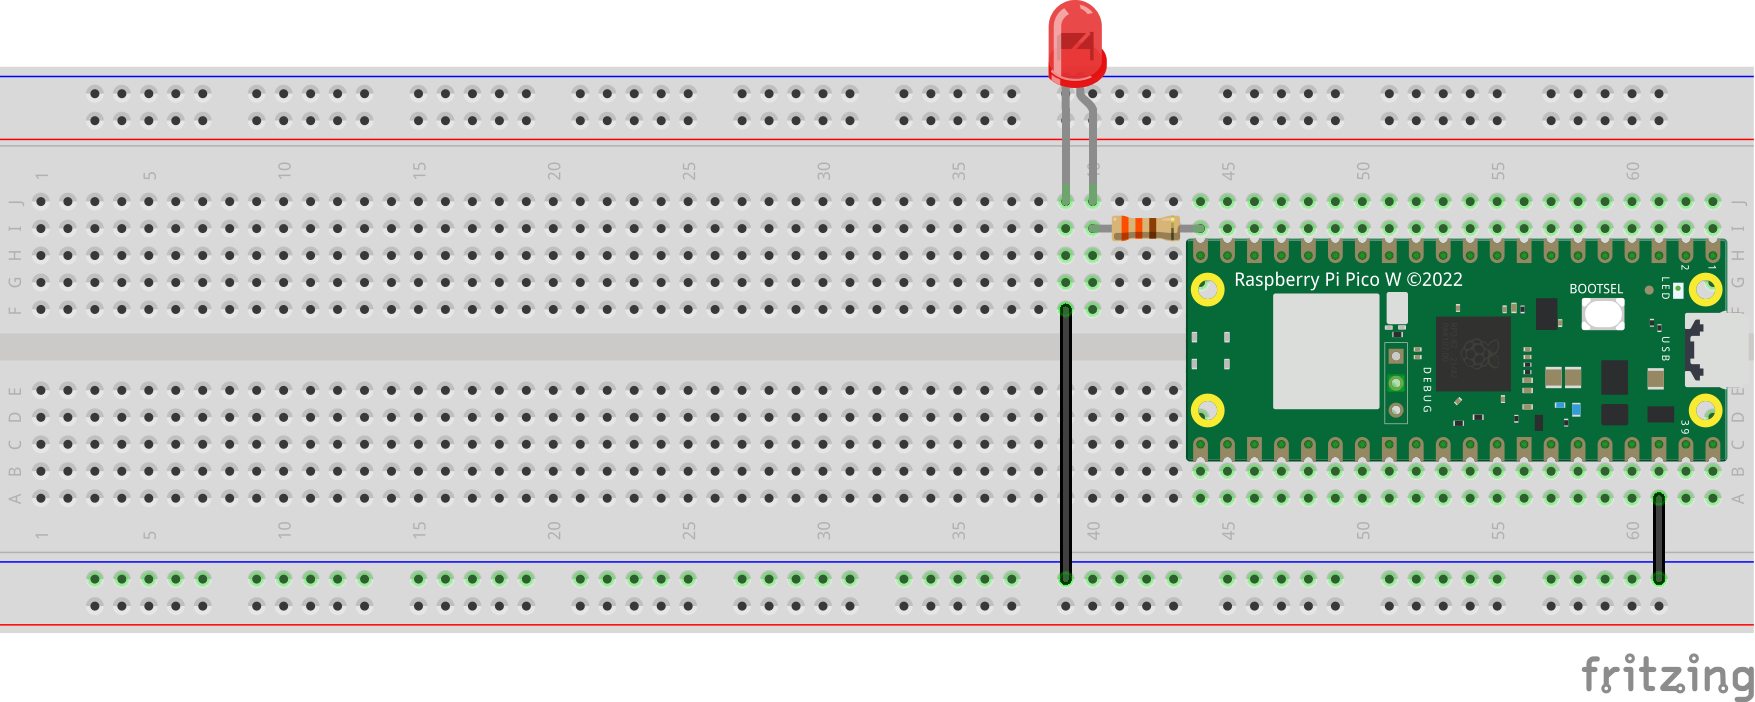 1 5 10 15 20 25 30 35 40 45 50 55 60
J J
I I
H H
G G
F F
Raspberry Pi Pico W ©2022
BOOTSEL
LED
2
1
USB
DEBUG
39
E E
D D
C C
B B
A A
1 5 10 15 20 25 30 35 40 45 50 55 60
fritzing